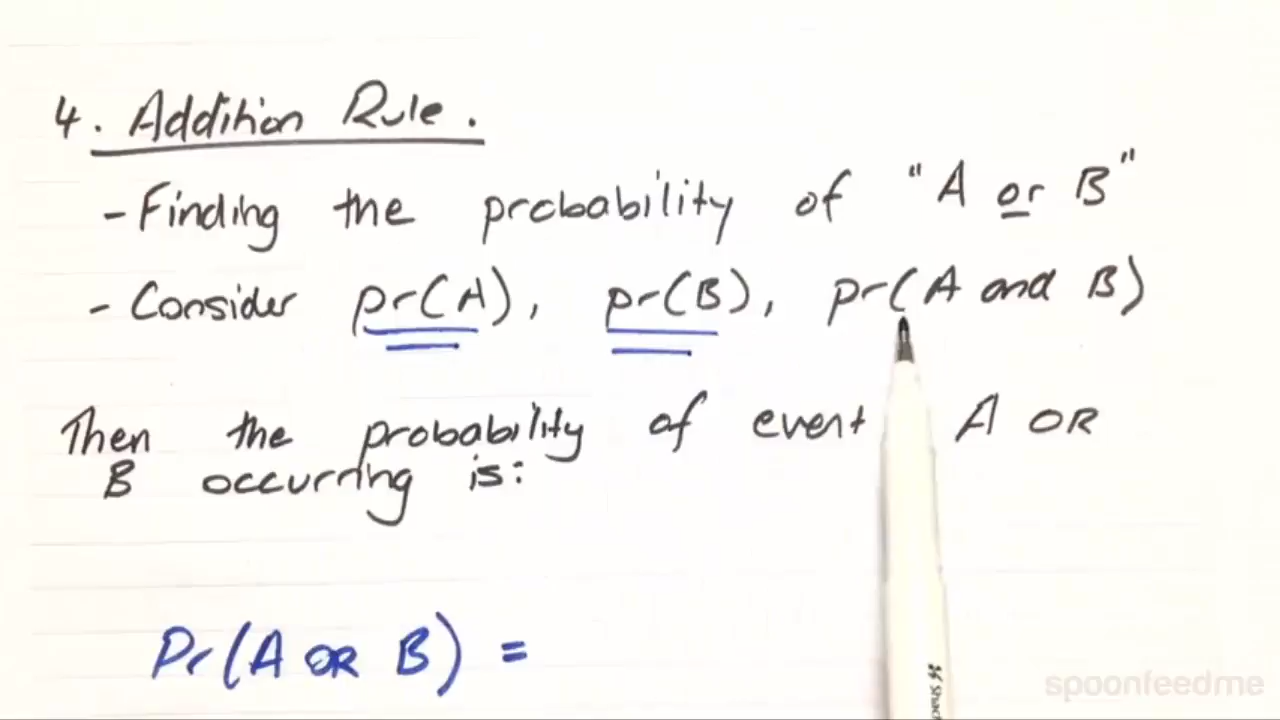 4. Addition Rule.
- Finding the probability of "A or B"
- Consider pr(A), pr(B), pr(A and B)
Then the probability of event A OR
B occurring is:
Pr(A OR B) =
spoonfeedme